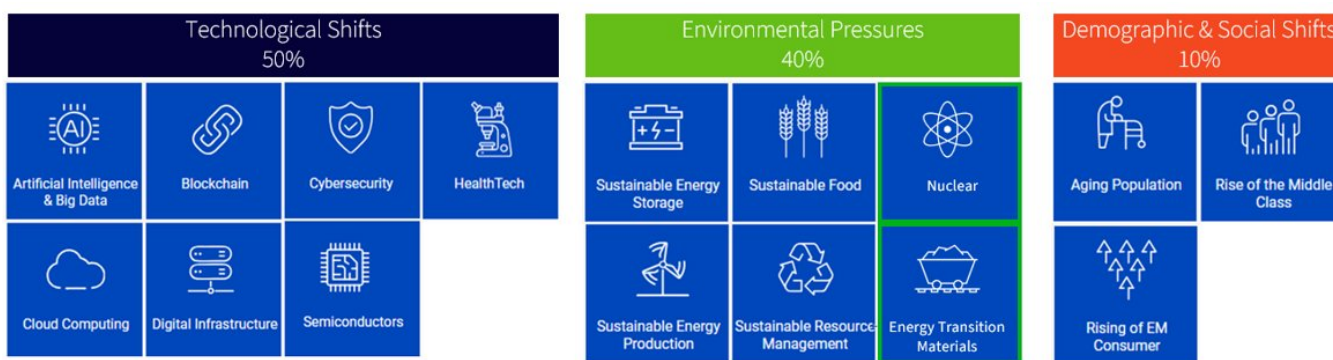 Technological Shifts
50%
Environmental Pressures
40%
Demographic & Social Shifts
10%
AI
Artificial Intelligence
& Big Data
Blockchain
Cybersecurity
HealthTech
Cloud Computing
Digital Infrastructure
Semiconductors
Sustainable Energy
Storage
Sustainable Food
Nuclear
Sustainable Energy
Production
Sustainable Resource
Management
Energy Transition
Materials
Aging Population
Rise of the Middle
Class
Rising of EM
Consumer